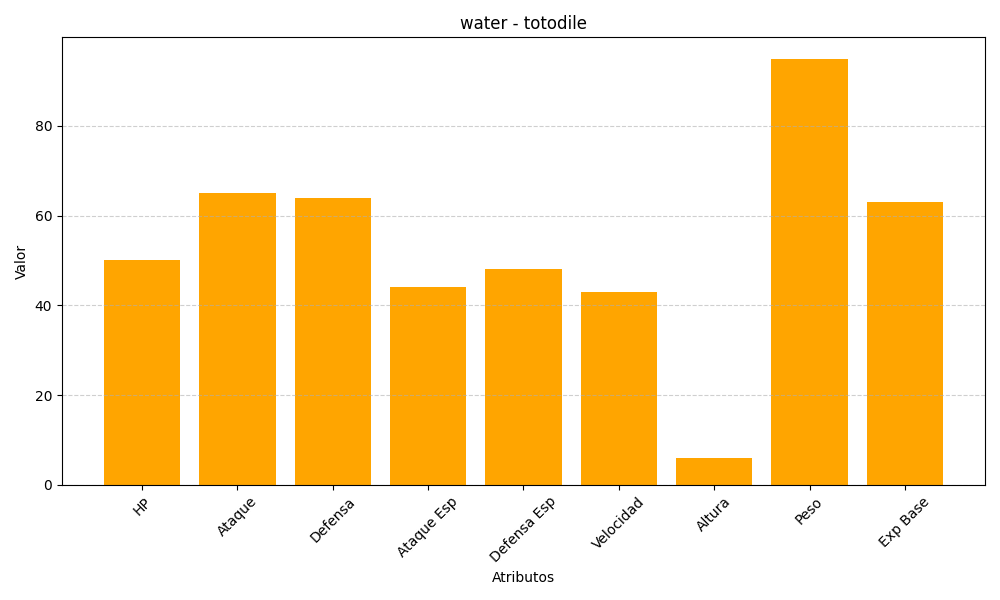 water - totodile
Valor
80
60
40
20
0
HP
Ataque
Defensa
Ataque Esp
Defensa Esp
Velocidad
Altura
Peso
Exp Base
Atributos